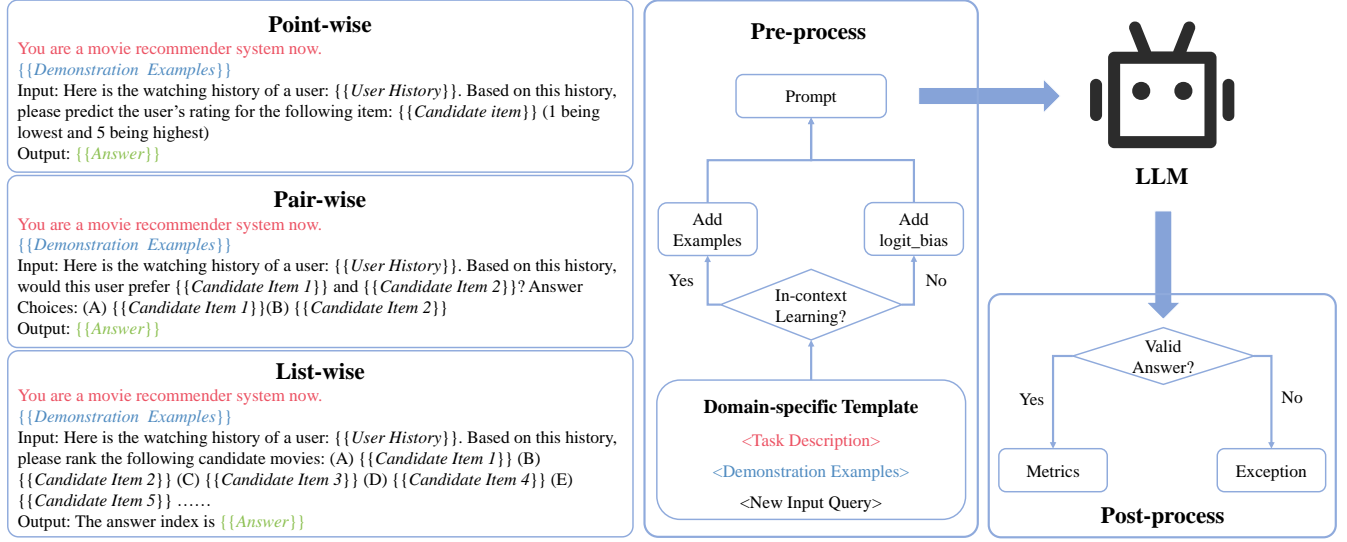 Point-wise
You are a movie recommender system now.
{{Demonstration Examples}}
Input: Here is the watching history of a user: {{User History}}. Based on this history,
please predict the user's rating for the following item: {{Candidate item}} (1 being
lowest and 5 being highest)
Output: {{Answer}}
Pair-wise
You are a movie recommender system now.
{{Demonstration Examples}}
Input: Here is the watching history of a user: {{User History}}. Based on this history,
would this user prefer {{Candidate Item 1}} and {{Candidate Item 2}}? Answer
Choices: (A) {{Candidate Item 1}}(B) {{Candidate Item 2}}
Output: {{Answer}}
List-wise
You are a movie recommender system now.
{{Demonstration Examples}}
Input: Here is the watching history of a user: {{User History}}. Based on this history,
please rank the following candidate movies: (A) {{Candidate Item 1}} (B)
{{Candidate Item 2}} (C) {{Candidate Item 3}} (D) {{Candidate Item 4}} (E)
{{Candidate Item 5}} ……
Output: The answer index is {{Answer}}
Pre-process
Prompt
Add
Examples
Add
logit_bias
Yes
No
In-context
Learning?
Domain-specific Template
<Task Description>
<Demonstration Examples>
<New Input Query>
LLM
Valid
Answer?
Yes
No
Metrics
Exception
Post-process